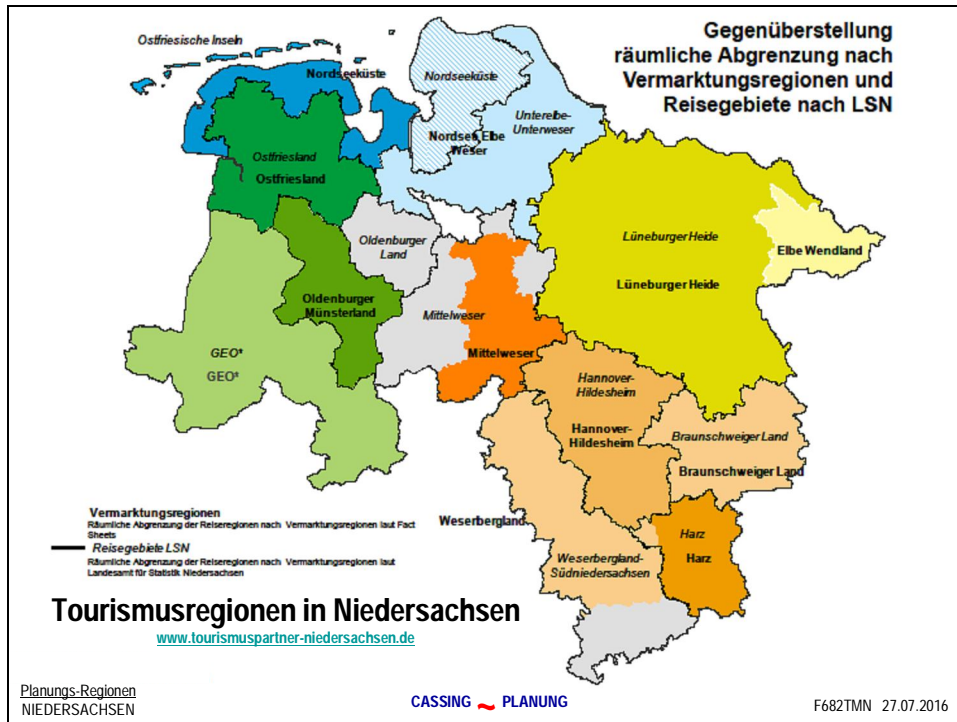 Gegenüberstellung
räumliche Abgrenzung nach
Vermarktungsregionen und
Reisegebiete nach LSN
Ostfriesische Inseln
Nordseeküste
Nordseeküste
Unterelbe-
Unterweser
Nordsee Elbe
Weser
Ostfriesland
Ostfriesland
Oldenburger
Land
Lüneburger Heide
Elbe Wendland
Lüneburger Heide
Oldenburger
Münsterland
Mittelweser
Mittelweser
GEO*
GEO*
Hannover-
Hildesheim
Hannover-
Hildesheim
Braunschweiger Land
Braunschweiger Land
Weserbergland
Harz
Harz
Weserbergland-
Südniedersachsen
Vermarktungsregionen
Räumliche Abgrenzung der Reiseregionen nach Vermarktungsregionen laut Fact
Sheets
Reisegebiete LSN
Räumliche Abgrenzung der Reiseregionen nach Vermarktungsregionen laut
Landesamt für Statistik Niedersachsen
Tourismusregionen in Niedersachsen
www.tourismuspartner-niedersachsen.de
Planungs-Regionen
NIEDERSACHSEN
CASSING ~ PLANUNG
F682TMN 27.07.2016